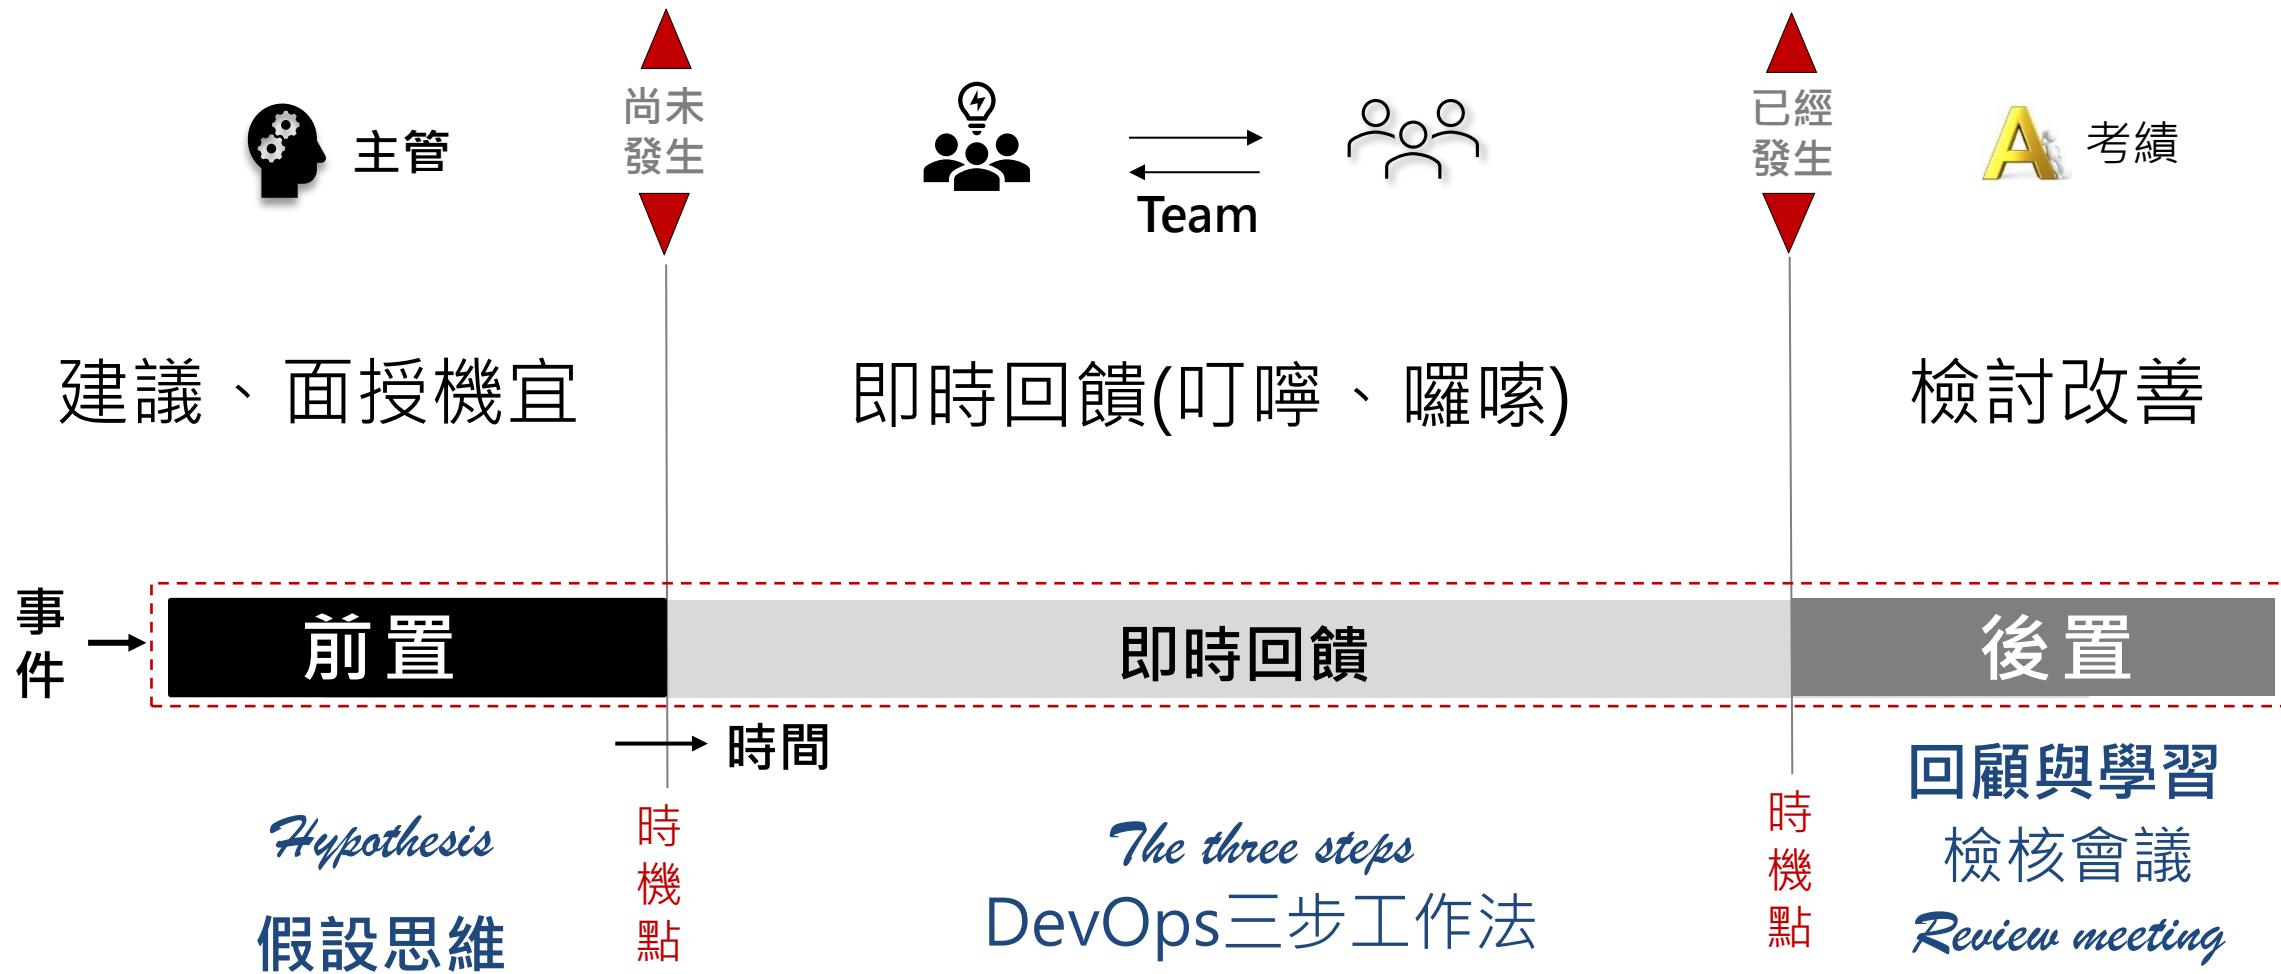 主管
尚未
發生
Team
已經
發生
考績
建議、面授機宜
即時回饋(叮嚀、囉嗦)
檢討改善
事件
前置
即時回饋
後置
時間
時機點
時機點
Hypothesis
假設思維
The three steps
DevOps三步工作法
回顧與學習
檢核會議
Review meeting